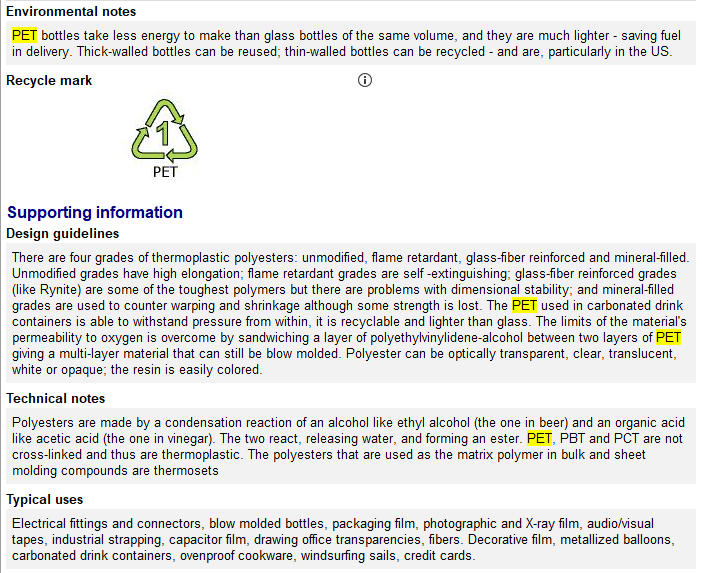 Environmental notes
PET bottles take less energy to make than glass bottles of the same volume, and they are much lighter - saving fuel
in delivery. Thick-walled bottles can be reused; thin-walled bottles can be recycled - and are, particularly in the US.
Recycle mark
1
PET
Supporting information
Design guidelines
There are four grades of thermoplastic polyesters: unmodified, flame retardant, glass-fiber reinforced and mineral-filled.
Unmodified grades have high elongation; flame retardant grades are self -extinguishing; glass-fiber reinforced grades
(like Rynite) are some of the toughest polymers but there are problems with dimensional stability; and mineral-filled
grades are used to counter warping and shrinkage although some strength is lost. The PET used in carbonated drink
containers is able to withstand pressure from within, it is recyclable and lighter than glass. The limits of the material's
permeability to oxygen is overcome by sandwiching a layer of polyethylvinylidene-alcohol between two layers of PET
giving a multi-layer material that can still be blow molded. Polyester can be optically transparent, clear, translucent,
white or opaque; the resin is easily colored.
Technical notes
Polyesters are made by a condensation reaction of an alcohol like ethyl alcohol (the one in beer) and an organic acid
like acetic acid (the one in vinegar). The two react, releasing water, and forming an ester. PET, PBT and PCT are not
cross-linked and thus are thermoplastic. The polyesters that are used as the matrix polymer in bulk and sheet
molding compounds are thermosets
Typical uses
Electrical fittings and connectors, blow molded bottles, packaging film, photographic and X-ray film, audio/visual
tapes, industrial strapping, capacitor film, drawing office transparencies, fibers. Decorative film, metallized balloons,
carbonated drink containers, ovenproof cookware, windsurfing sails, credit cards.